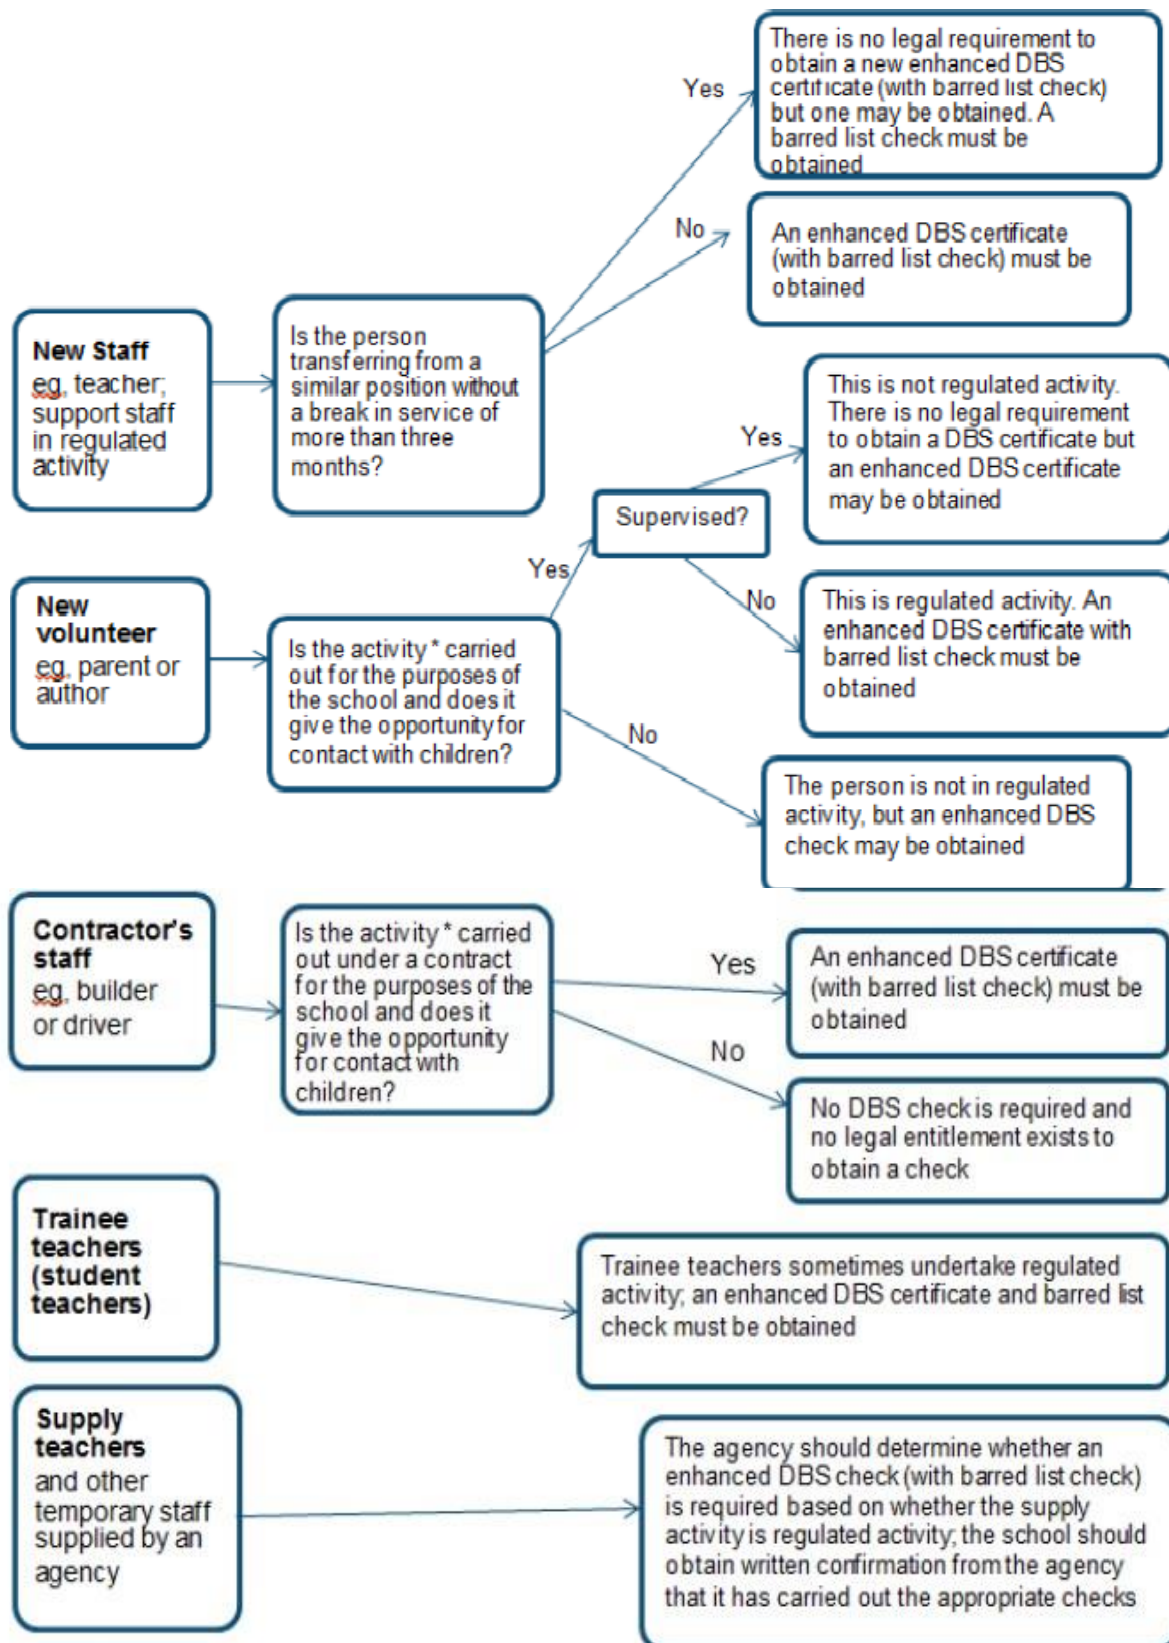 New Staff
eg, teacher;
support staff
in regulated
activity
Is the person
transferring from a
similar position without
a break in service of
more than three
months?
Yes
There is no legal requirement to
obtain a new enhanced DBS
certificate (with barred list check)
but one may be obtained. A
barred list check must be
obtained
No
An enhanced DBS certificate
(with barred list check) must be
obtained
New
volunteer
eg. parent or
author
Is the activity * carried
out for the purposes of
the school and does it
give the opportunity for
contact with children?
Yes
Supervised?
Yes
This is not regulated activity.
There is no legal requirement
to obtain a DBS certificate but
an enhanced DBS certificate
may be obtained
No
This is regulated activity. An
enhanced DBS certificate with
barred list check must be
obtained
No
The person is not in regulated
activity, but an enhanced DBS
check may be obtained
Contractor's
staff
eg. builder
or driver
Is the activity * carried
out under a contract
for the purposes of the
school and does it
give the opportunity
for contact with
children?
Yes
An enhanced DBS certificate
(with barred list check) must be
obtained
No
No DBS check is required and
no legal entitlement exists to
obtain a check
Trainee
teachers
(student
teachers)
Trainee teachers sometimes undertake regulated
activity; an enhanced DBS certificate and barred list
check must be obtained
Supply
teachers
and other
temporary staff
supplied by an
agency
The agency should determine whether an
enhanced DBS check (with barred list check)
is required based on whether the supply
activity is regulated activity; the school should
obtain written confirmation from the agency
that it has carried out the appropriate checks